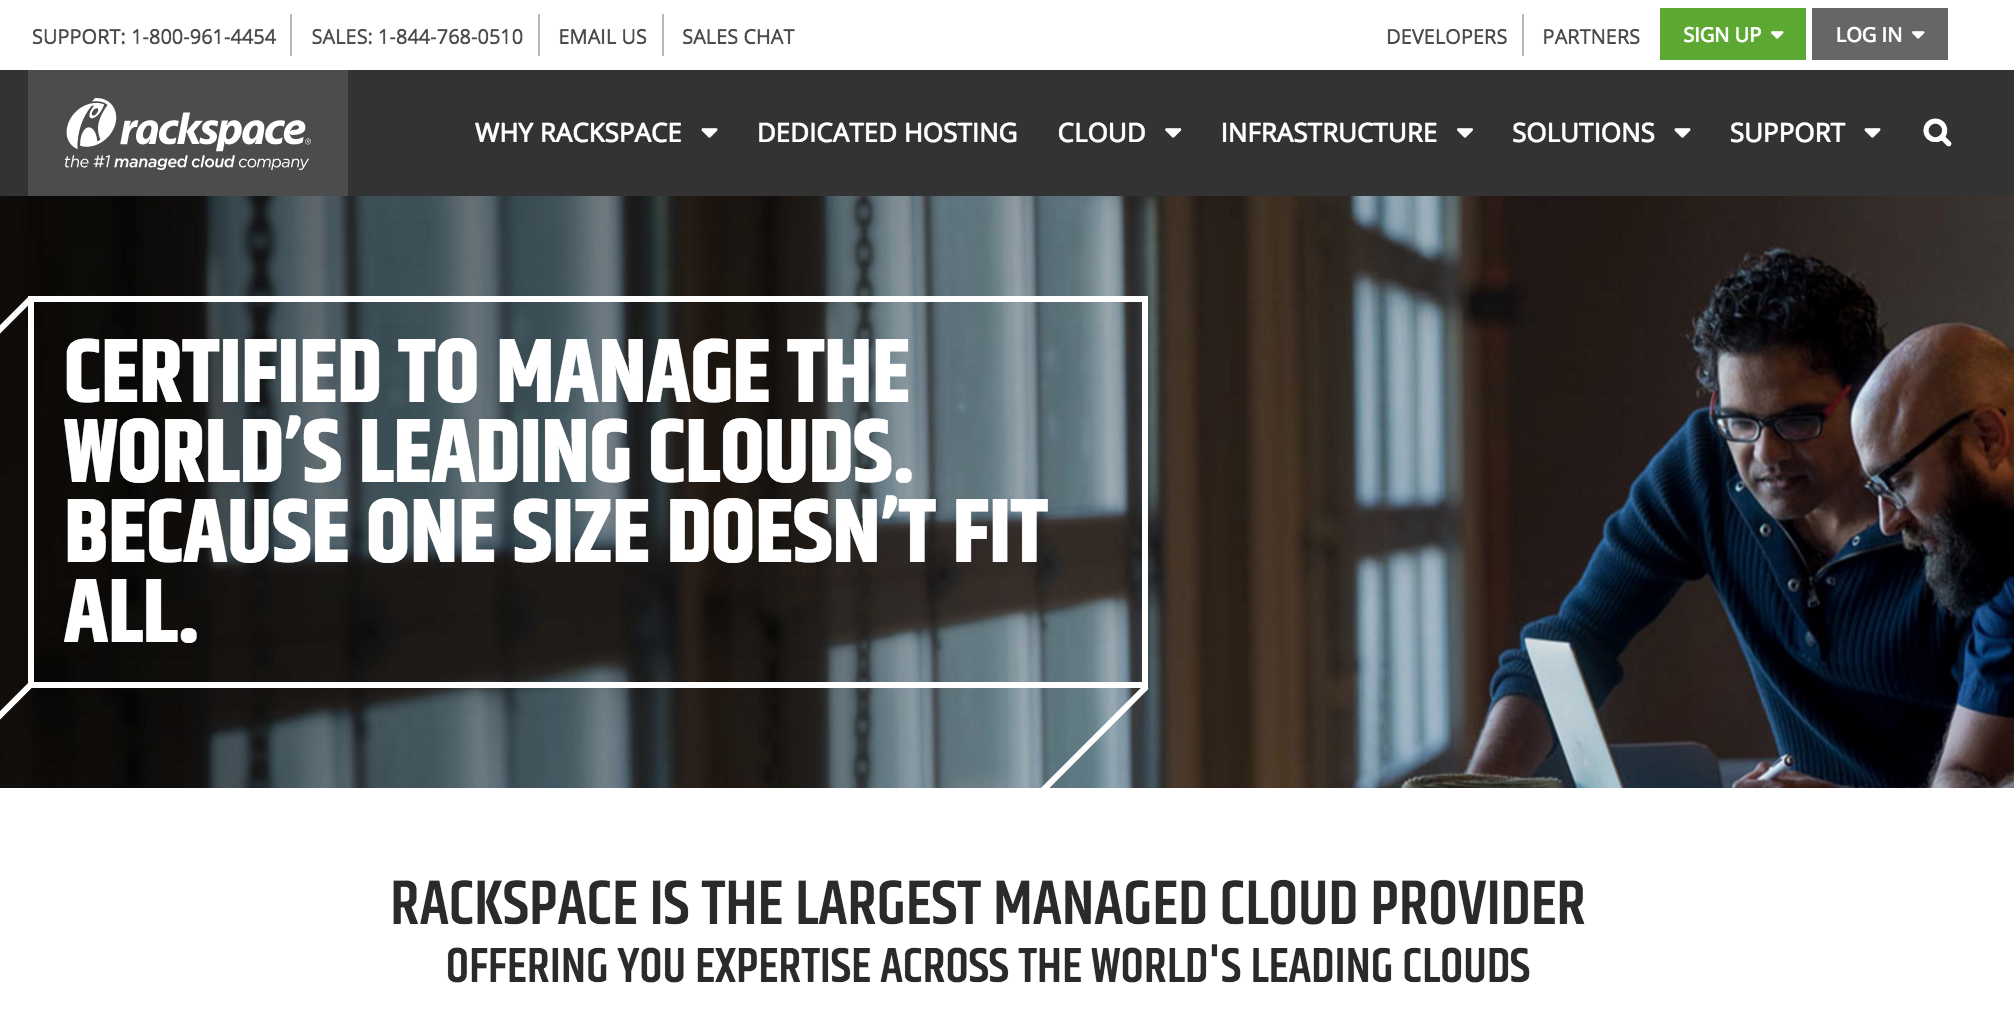 SUPPORT: 1-800-961-4454 SALES: 1-844-768-0510 EMAIL US SALES CHAT DEVELOPERS PARTNERS SIGN UP LOG IN
rackspace®
the #1 managed cloud company
WHY RACKSPACE DEDICATED HOSTING CLOUD INFRASTRUCTURE SOLUTIONS SUPPORT
CERTIFIED TO MANAGE THE
WORLD’S LEADING CLOUDS.
BECAUSE ONE SIZE DOESN’T FIT
ALL.
RACKSPACE IS THE LARGEST MANAGED CLOUD PROVIDER
OFFERING YOU EXPERTISE ACROSS THE WORLD'S LEADING CLOUDS